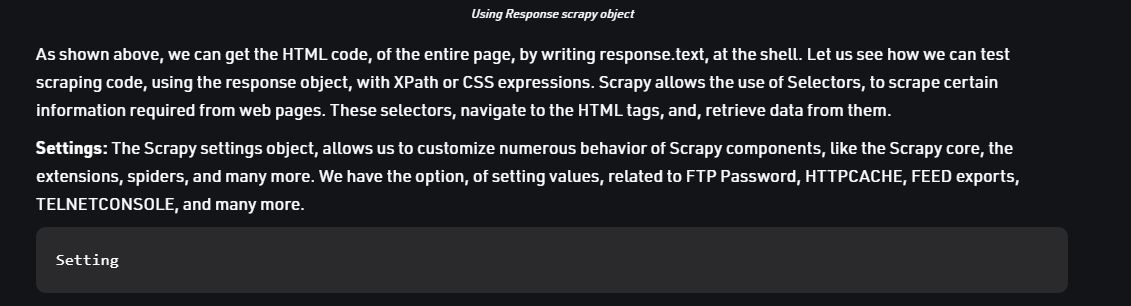 Using Response scrapy object
As shown above, we can get the HTML code, of the entire page, by writing response.text, at the shell. Let us see how we can test
scraping code, using the response object, with XPath or CSS expressions. Scrapy allows the use of Selectors, to scrape certain
information required from web pages. These selectors, navigate to the HTML tags, and, retrieve data from them.
Settings: The Scrapy settings object, allows us to customize numerous behavior of Scrapy components, like the Scrapy core, the
extensions, spiders, and many more. We have the option, of setting values, related to FTP Password, HTTPCACHE, FEED exports,
TELNETCONSOLE, and many more.
Setting